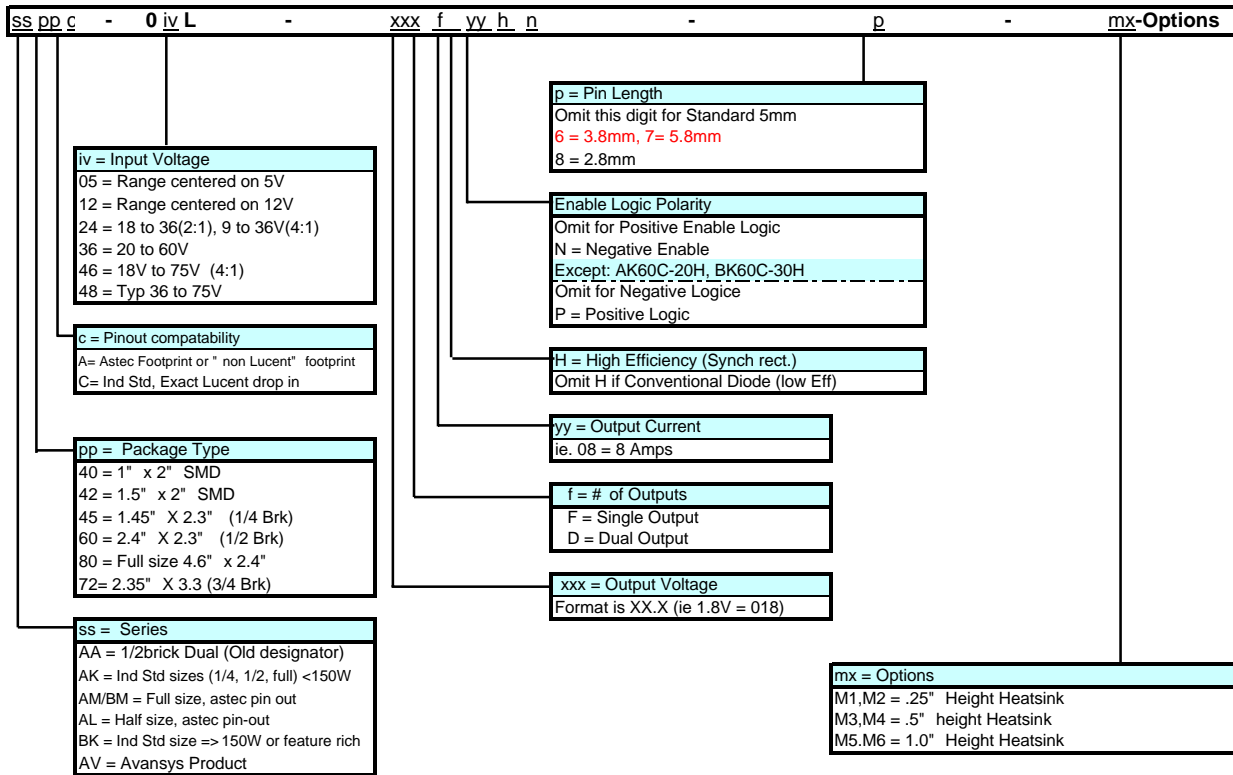 ss pp c - 0 iv L - xxx f yy h n - p - mx-Options
p = Pin Length
Omit this digit for Standard 5mm
6 = 3.8mm, 7= 5.8mm
8 = 2.8mm
iv = Input Voltage
05 = Range centered on 5V
12 = Range centered on 12V
24 = 18 to 36(2:1), 9 to 36V(4:1)
36 = 20 to 60V
46 = 18V to 75V (4:1)
48 = Typ 36 to 75V
Enable Logic Polarity
Omit for Positive Enable Logic
N = Negative Enable
Except: AK60C-20H, BK60C-30H
Omit for Negative Logice
P = Positive Logic
c = Pinout compatability
A= Astec Footprint or " non Lucent" footprint
C= Ind Std, Exact Lucent drop in
H = High Efficiency (Synch rect.)
Omit H if Conventional Diode (low Eff)
yy = Output Current
ie. 08 = 8 Amps
pp = Package Type
40 = 1" x 2" SMD
42 = 1.5" x 2" SMD
45 = 1.45" X 2.3" (1/4 Brk)
60 = 2.4" X 2.3" (1/2 Brk)
80 = Full size 4.6" x 2.4"
72= 2.35" X 3.3 (3/4 Brk)
f = # of Outputs
F = Single Output
D = Dual Output
xxx = Output Voltage
Format is XX.X (ie 1.8V = 018)
ss = Series
AA = 1/2brick Dual (Old designator)
AK = Ind Std sizes (1/4, 1/2, full) <150W
AM/BM = Full size, astec pin out
AL = Half size, astec pin-out
BK = Ind Std size => 150W or feature rich
AV = Avansys Product
mx = Options
M1,M2 = .25" Height Heatsink
M3,M4 = .5" height Heatsink
M5.M6 = 1.0" Height Heatsink